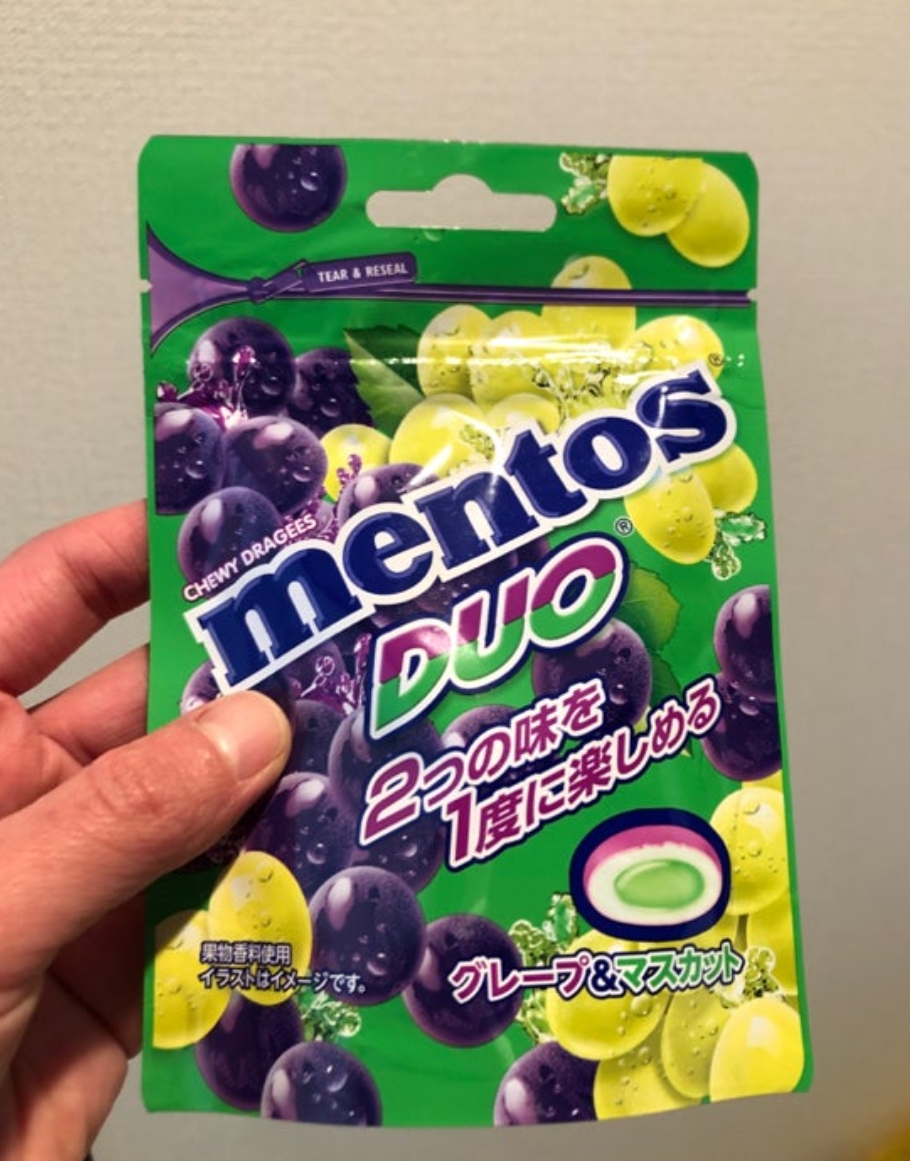 TEAR & RESEAL
mentos®
CHEWY DRAGEES
DUO®
2つの味を
1度に楽しめる
グレープ&マスカット
果物香料使用
イラストはイメージです。